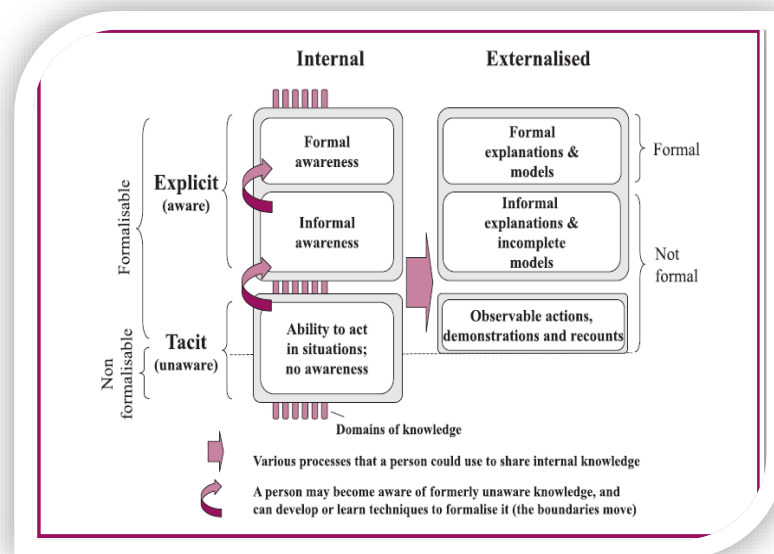 Internal
Externalised
Formalisable
Non
formalisable
Explicit
(aware)
Tacit
(unaware)
Formal
awareness
Informal
awareness
Ability to act
in situations;
no awareness
Formal
explanations &
models
Informal
explanations &
incomplete
models
Observable actions,
demonstrations and recounts
Formal
Not
formal
Domains of knowledge
Various processes that a person could use to share internal knowledge
A person may become aware of formerly unaware knowledge, and
can develop or learn techniques to formalise it (the boundaries move)